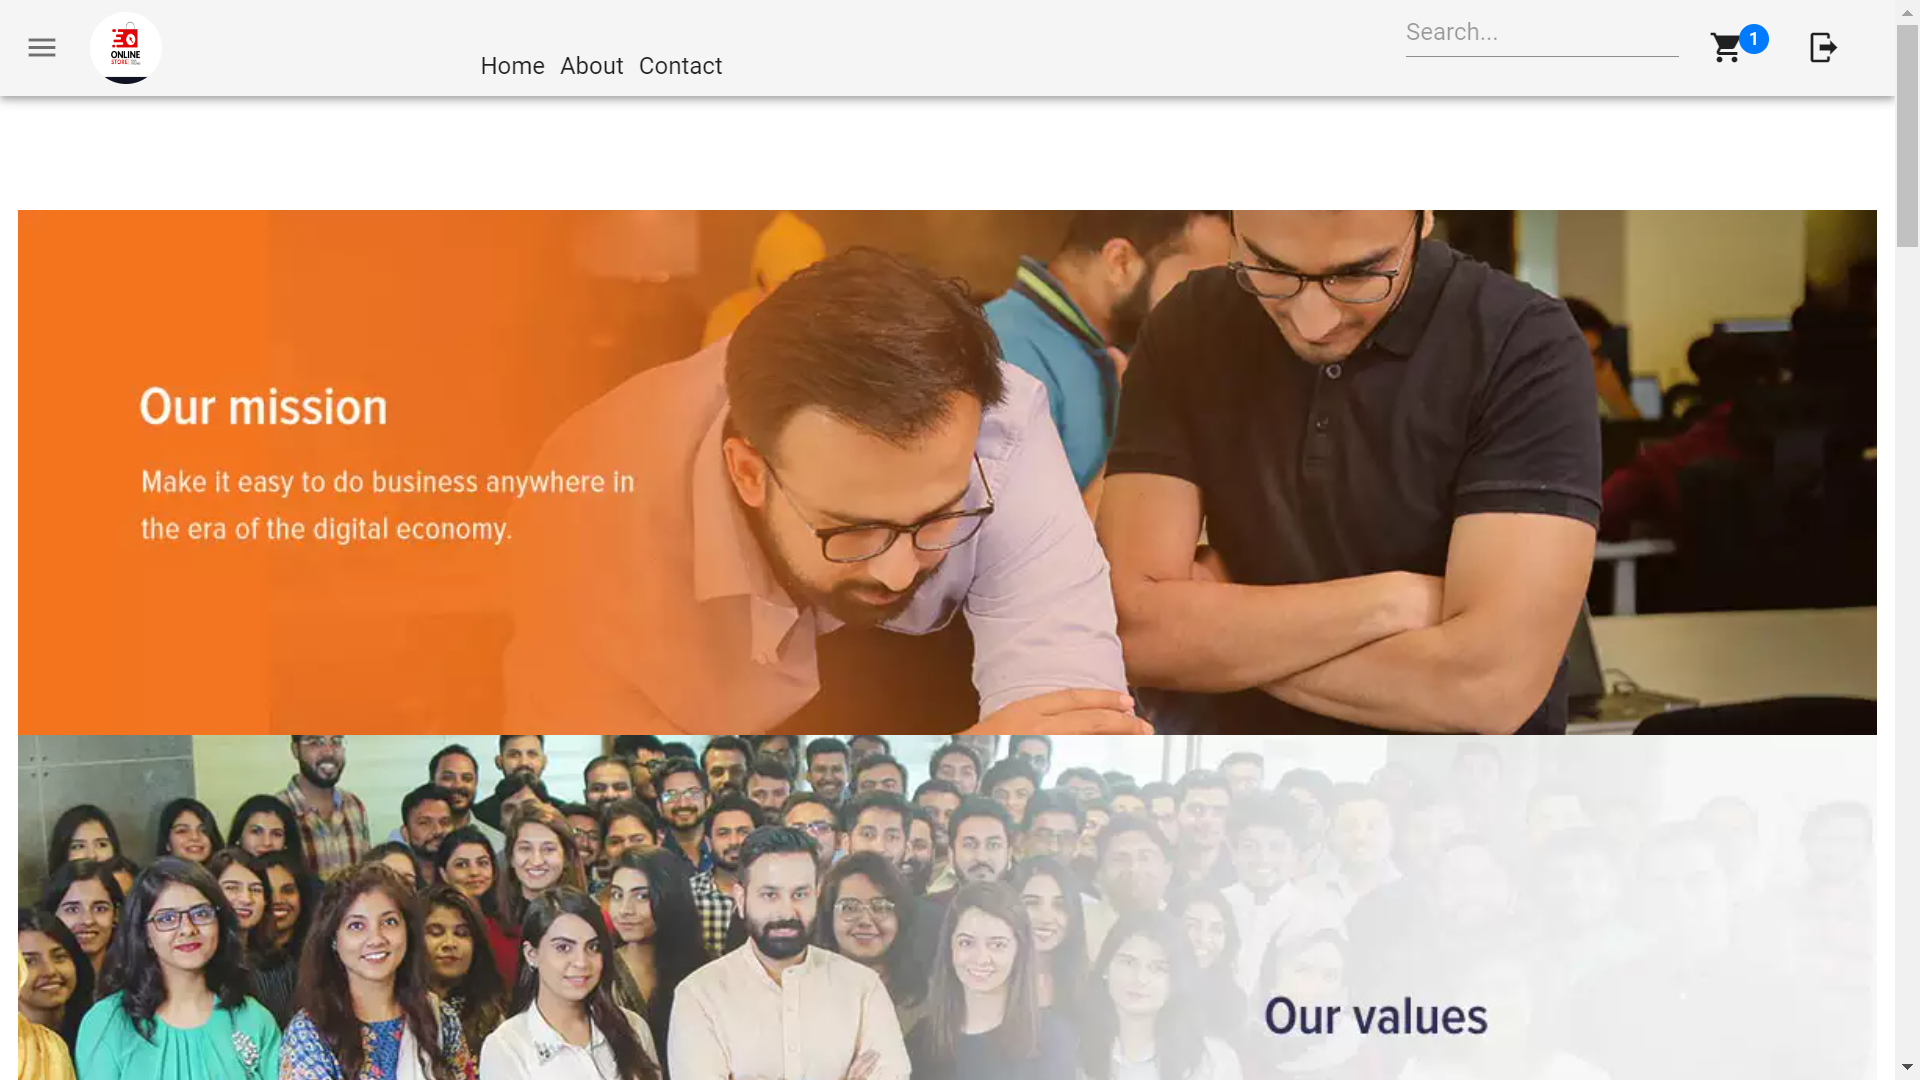 ONLINE
STORE
Home About Contact
Search...
1
Our mission
Make it easy to do business anywhere in
the era of the digital economy.
Our values